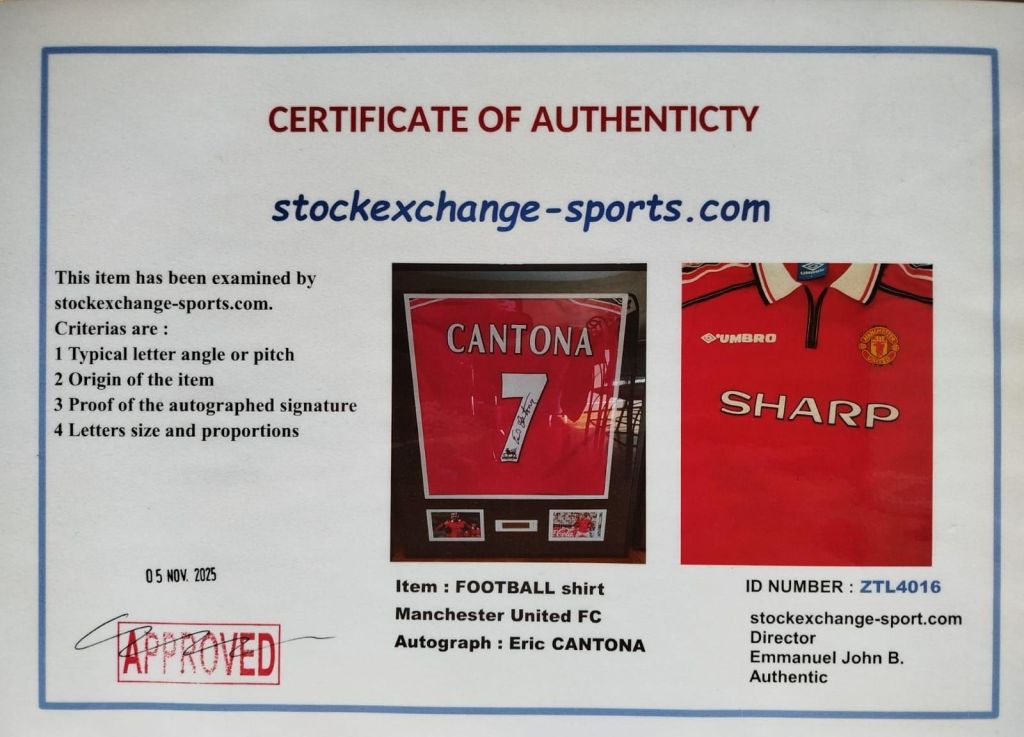 CERTIFICATE OF AUTHENTICTY
stockexchange-sports.com
This item has been examined by
stockexchange-sports.com.
Criterias are :
1 Typical letter angle or pitch
2 Origin of the item
3 Proof of the autographed signature
4 Letters size and proportions
CANTONA
7
UMBRO
MANCHESTER
UNITED
SHARP
05 NOV. 2025
APPROVED
Item : FOOTBALL shirt
Manchester United FC
Autograph : Eric CANTONA
ID NUMBER : ZTL4016
stockexchange-sport.com
Director
Emmanuel John B.
Authentic